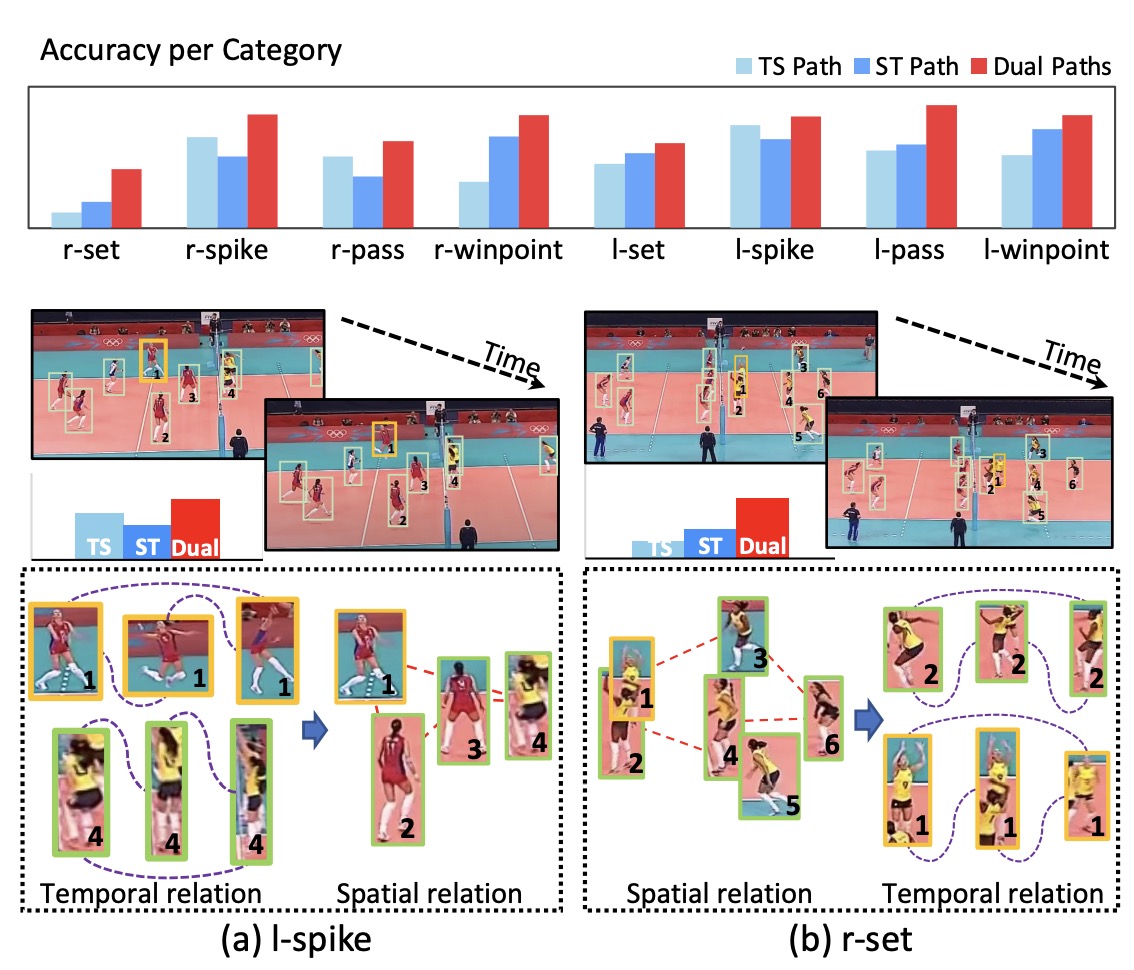 Accuracy per Category
TS Path ST Path Dual Paths
r-set r-spike r-pass r-winpoint l-set l-spike l-pass l-winpoint
Time
1
2
3
4
1
2
3
4
TS ST Dual
Time
1
2
3
4
5
6
1
2
3
4
5
6
TS ST Dual
1 1 1
4 4 4
1
2
3
4
Temporal relation Spatial relation
1
2
3
4
5
6
2 2 2
1 1 1
Spatial relation Temporal relation
(a) l-spike (b) r-set